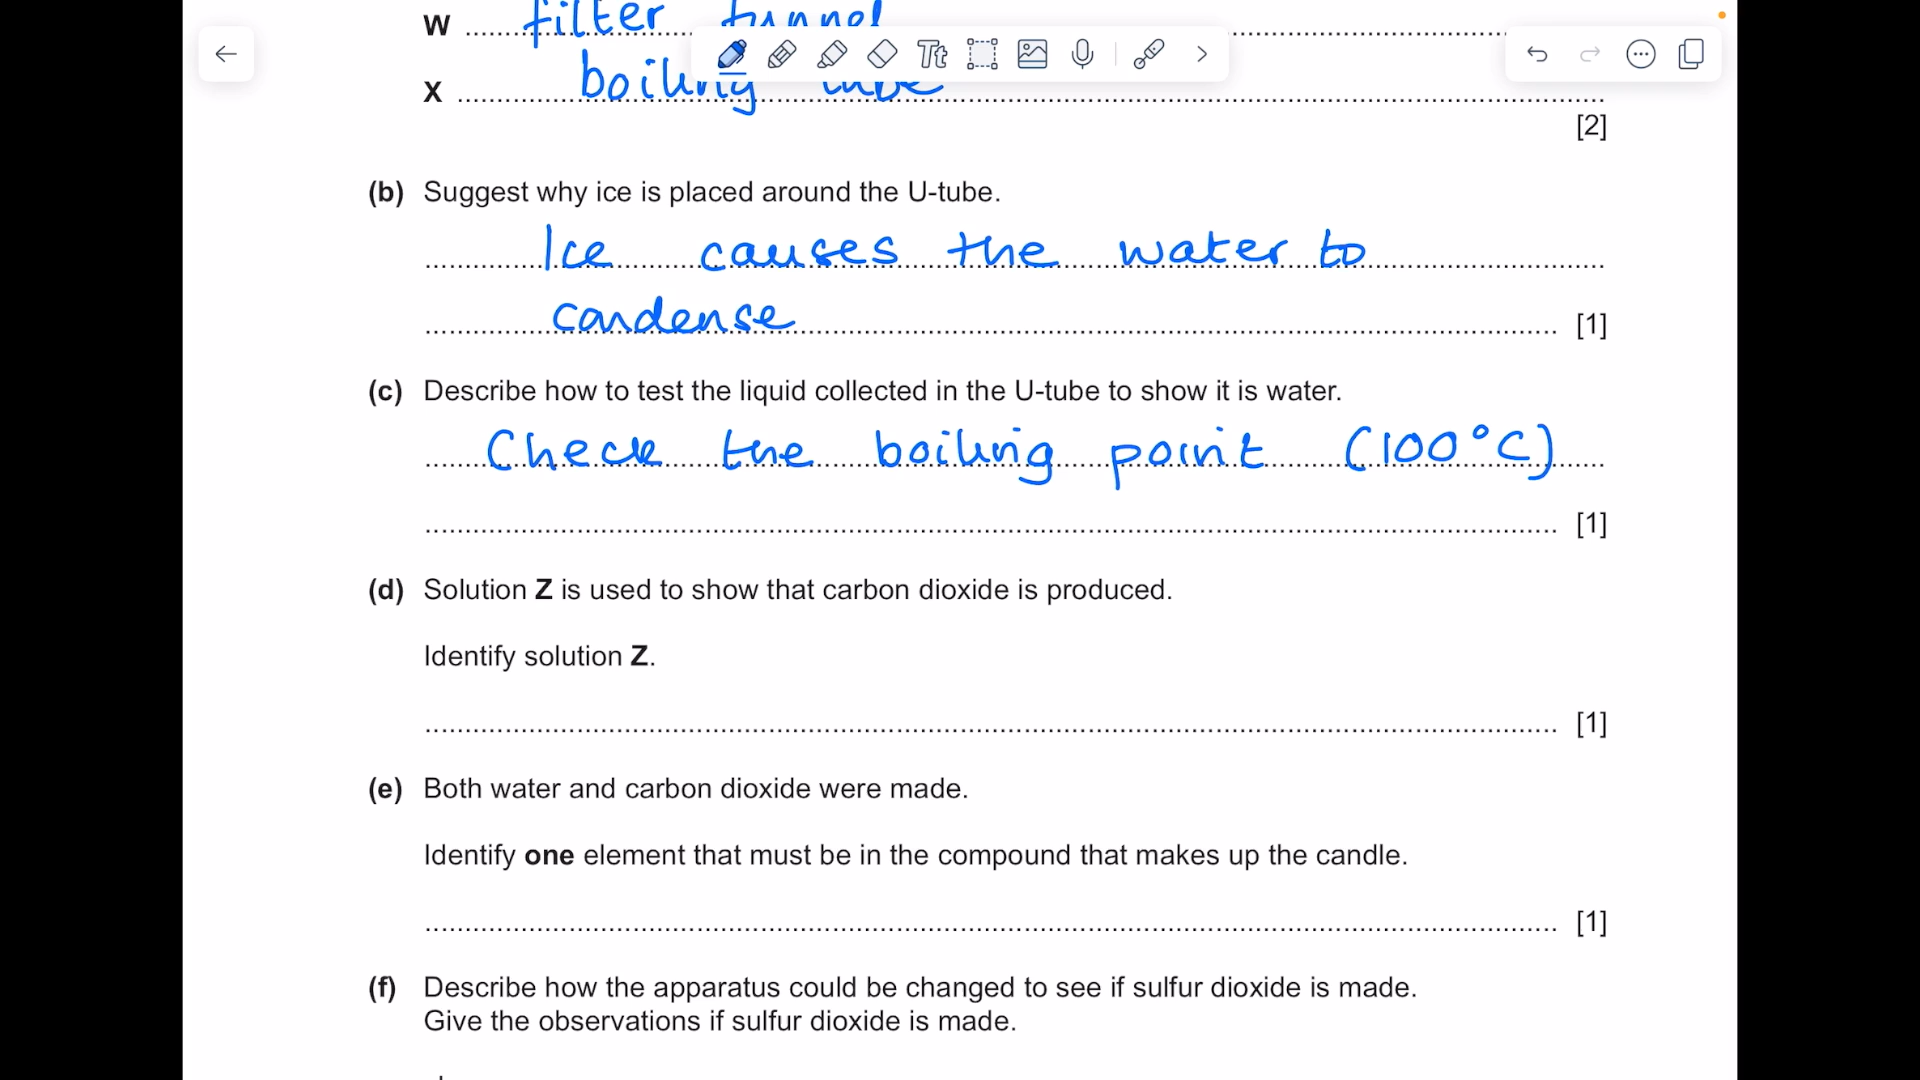 W ........ filter funnel ........
Tt
X ........ boiling tube ........
[2]
(b) Suggest why ice is placed around the U-tube.
........ Ice causes the water to ........
........ condense ........ [1]
(c) Describe how to test the liquid collected in the U-tube to show it is water.
........ Check the boiling point (100°C) ........
........ [1]
(d) Solution Z is used to show that carbon dioxide is produced.
Identify solution Z.
........ [1]
(e) Both water and carbon dioxide were made.
Identify one element that must be in the compound that makes up the candle.
........ [1]
(f) Describe how the apparatus could be changed to see if sulfur dioxide is made.
Give the observations if sulfur dioxide is made.